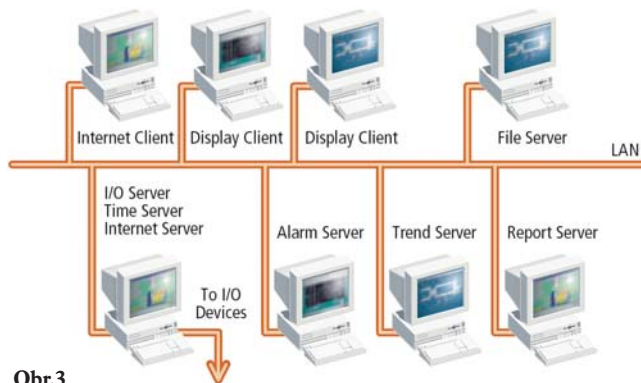 Internet Client
Display Client
Display Client
File Server
LAN
I/O Server
Time Server
Internet Server
Alarm Server
Trend Server
Report Server
To I/O
Devices
Obr.3